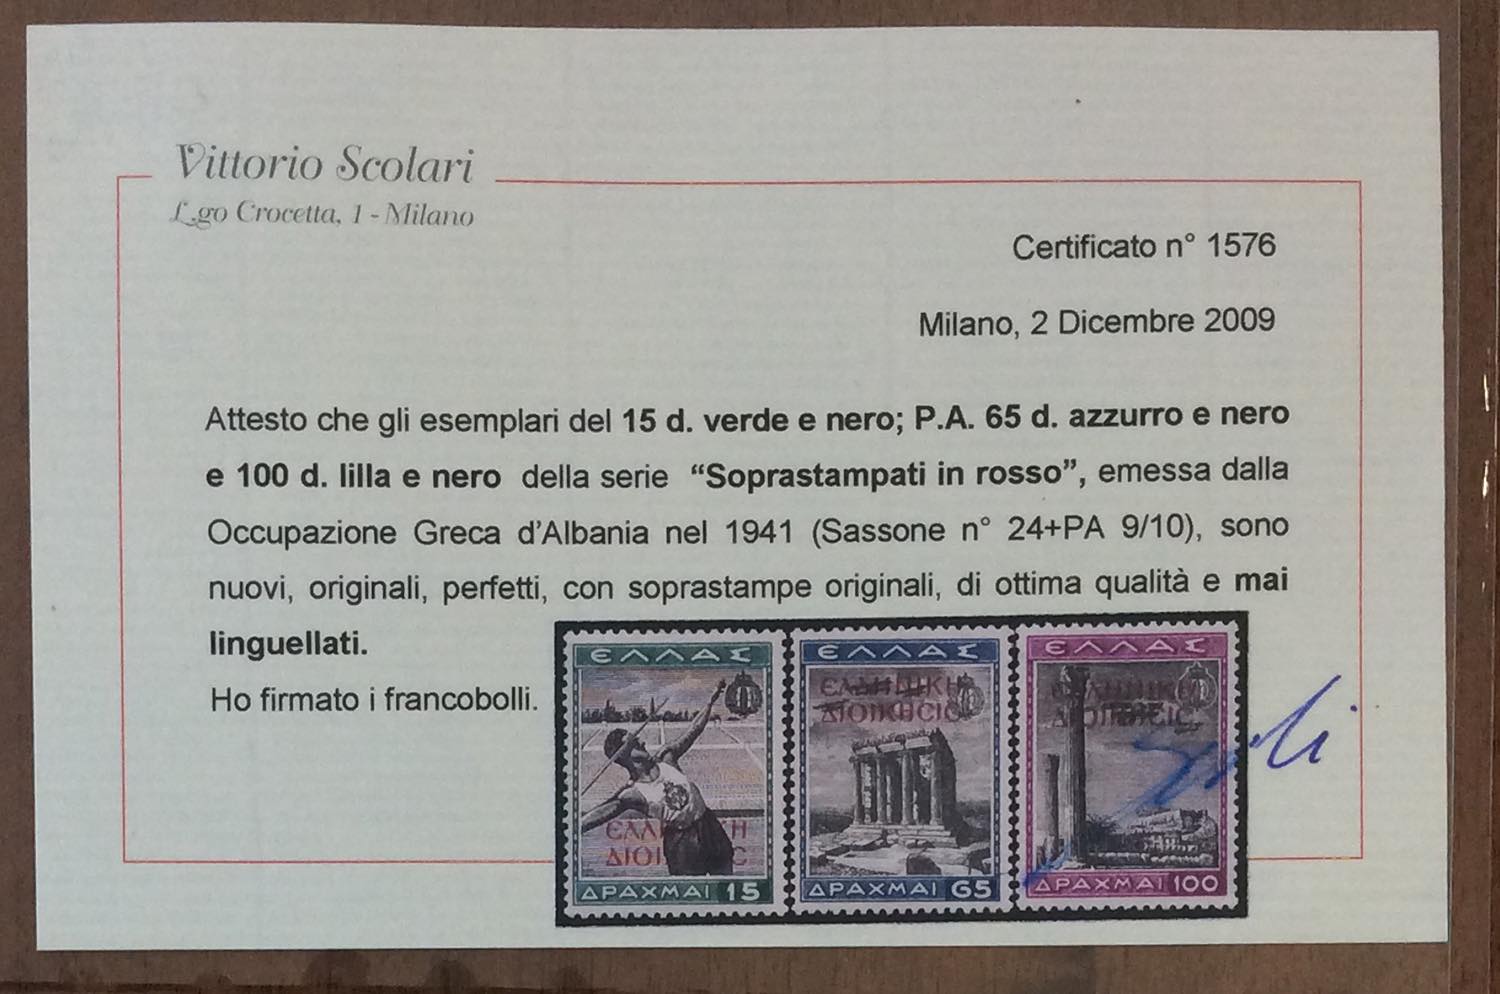 Vittorio Scolari
L.go Crocetta, 1 - Milano
Certificato n° 1576
Milano, 2 Dicembre 2009
Attesto che gli esemplari del 15 d. verde e nero; P.A. 65 d. azzurro e nero
e 100 d. lilla e nero della serie “Soprastampati in rosso”, emessa dalla
Occupazione Greca d’Albania nel 1941 (Sassone n° 24+PA 9/10), sono
nuovi, originali, perfetti, con soprastampe originali, di ottima qualità e mai
linguellati.
Ho firmato i francobolli.
ΕΛΛΑΣ
ΕΛΛΑΣ
ΕΛΛΑΣ
ΕΛΛΗΝΙΚΗ
ΔΙΟΙΚΗCΙC
ΔΡΑΧΜΑΙ 15
ΔΡΑΧΜΑΙ 65
ΔΡΑΧΜΑΙ 100